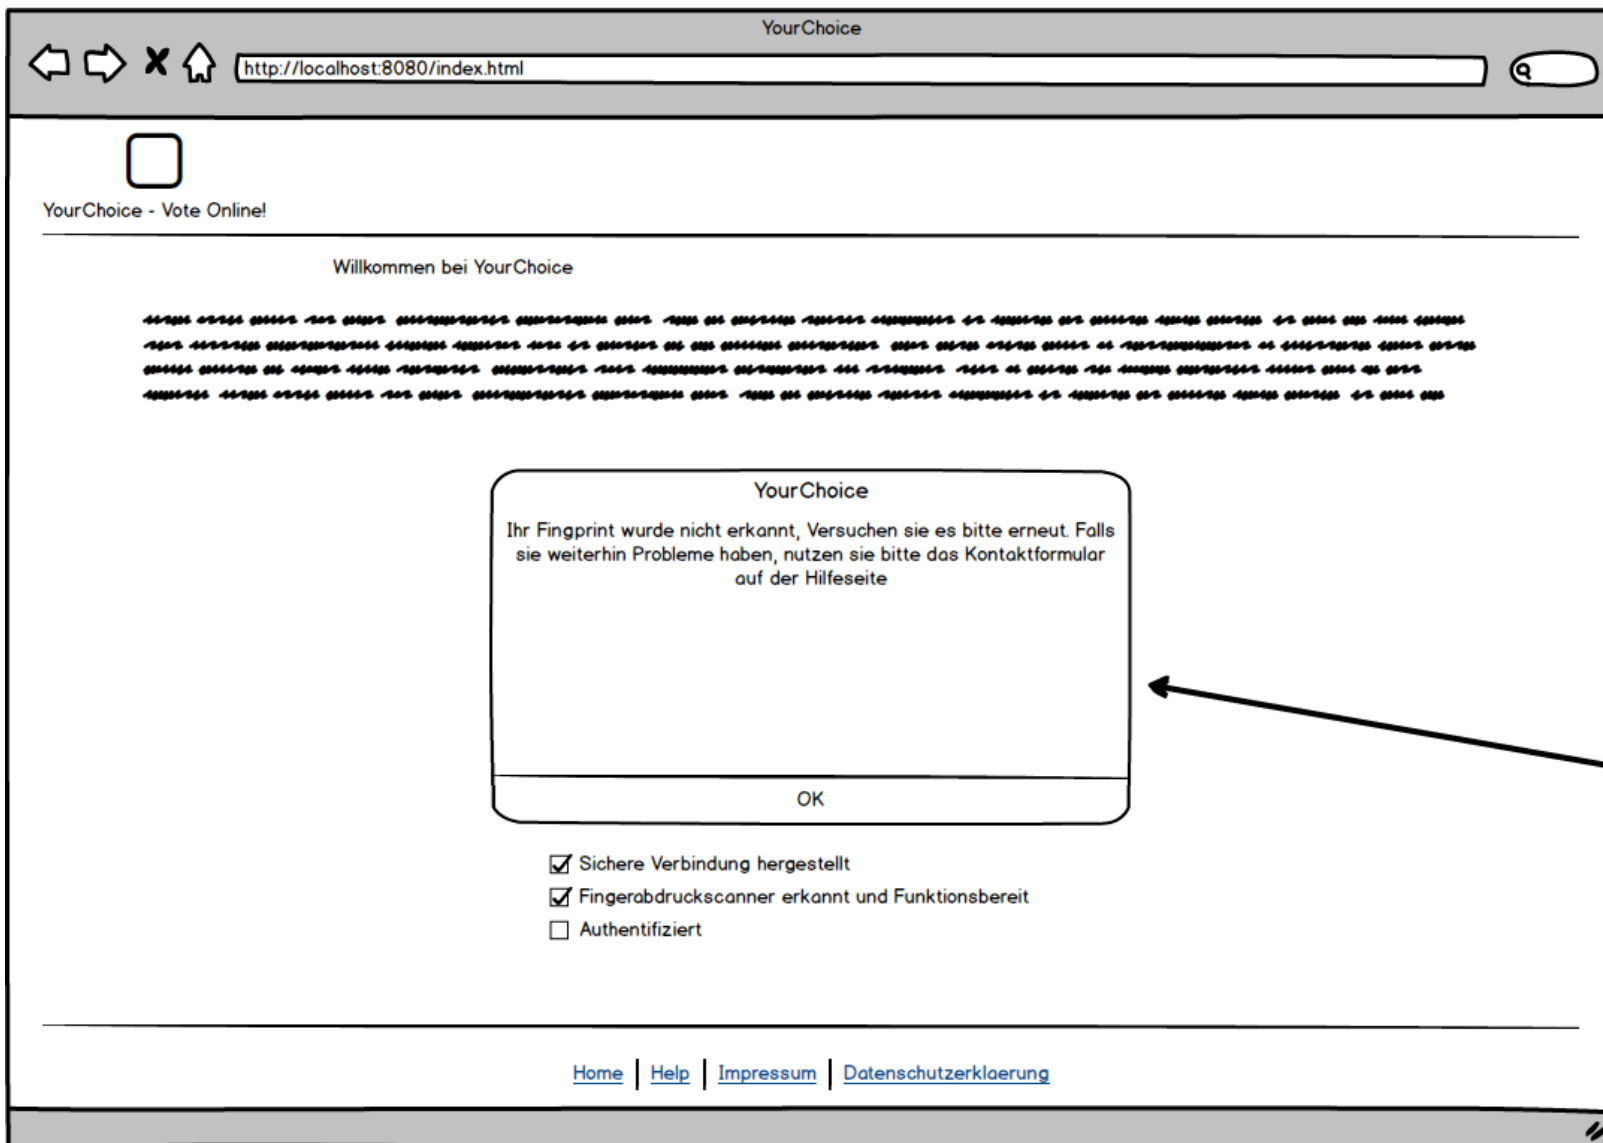 YourChoice
http://localhost:8080/index.html
YourChoice - Vote Online!
Willkommen bei YourChoice
YourChoice
Ihr Fingprint wurde nicht erkannt, Versuchen sie es bitte erneut. Falls
sie weiterhin Probleme haben, nutzen sie bitte das Kontaktformular
auf der Hilfeseite
OK
Sichere Verbindung hergestellt
Fingerabdruckscanner erkannt und Funktionsbereit
Authentifiziert
Home | Help | Impressum | Datenschutzerklaerung